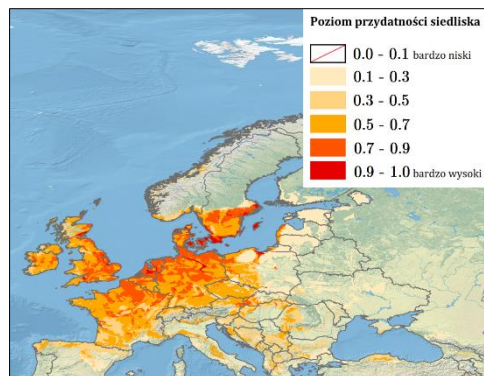 Poziom przydatności siedliska
0.0 - 0.1 bardzo niski
0.1 - 0.3
0.3 - 0.5
0.5 - 0.7
0.7 - 0.9
0.9 - 1.0 bardzo wysoki